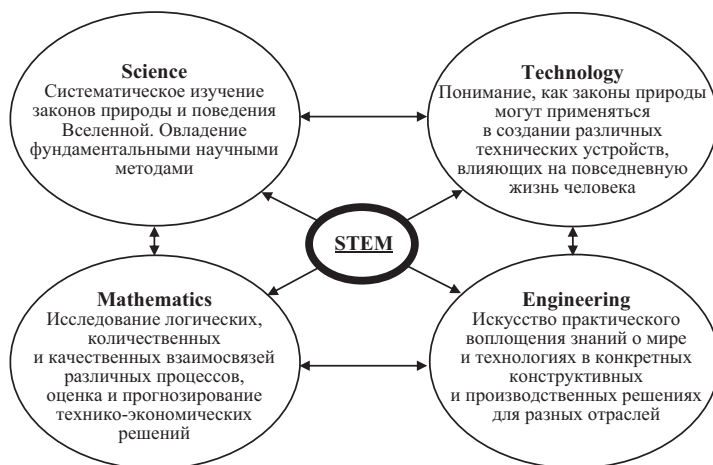 Science
Систематическое изучение
законов природы и поведения
Вселенной. Овладение
фундаментальными научными
методами
Technology
Понимание, как законы природы
могут применяться
в создании различных
технических устройств,
влияющих на повседневную
жизнь человека
STEM
Mathematics
Исследование логических,
количественных
и качественных взаимосвязей
различных процессов,
оценка и прогнозирование
технико-экономических
решений
Engineering
Искусство практического
воплощения знаний о мире
и технологиях в конкретных
конструктивных
и производственных решениях
для разных отраслей